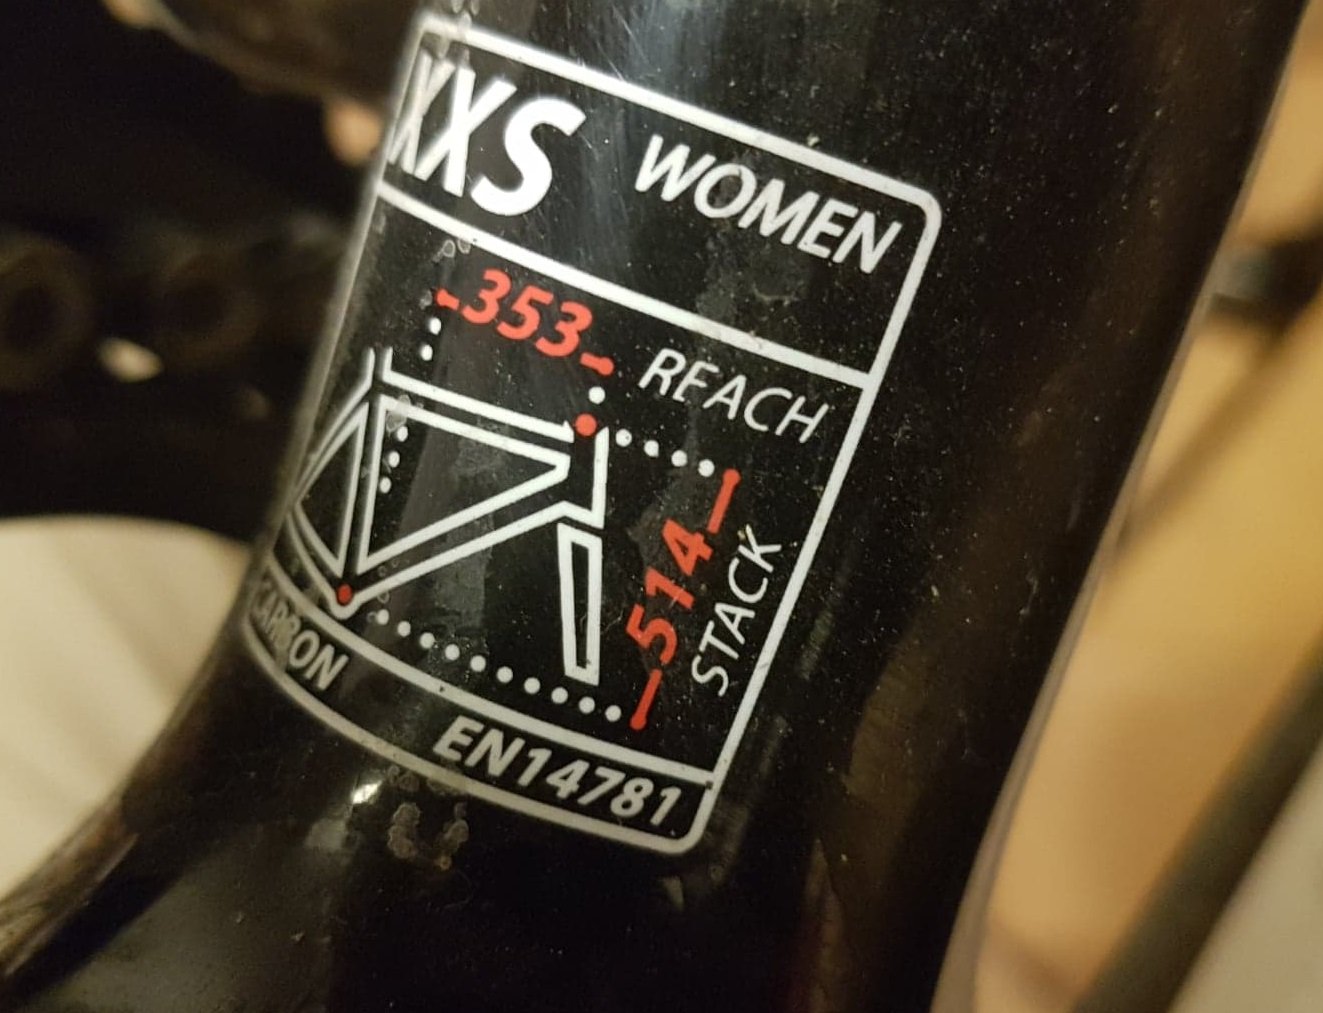 XXS WOMEN
353
REACH
514
STACK
CARBON
EN14781